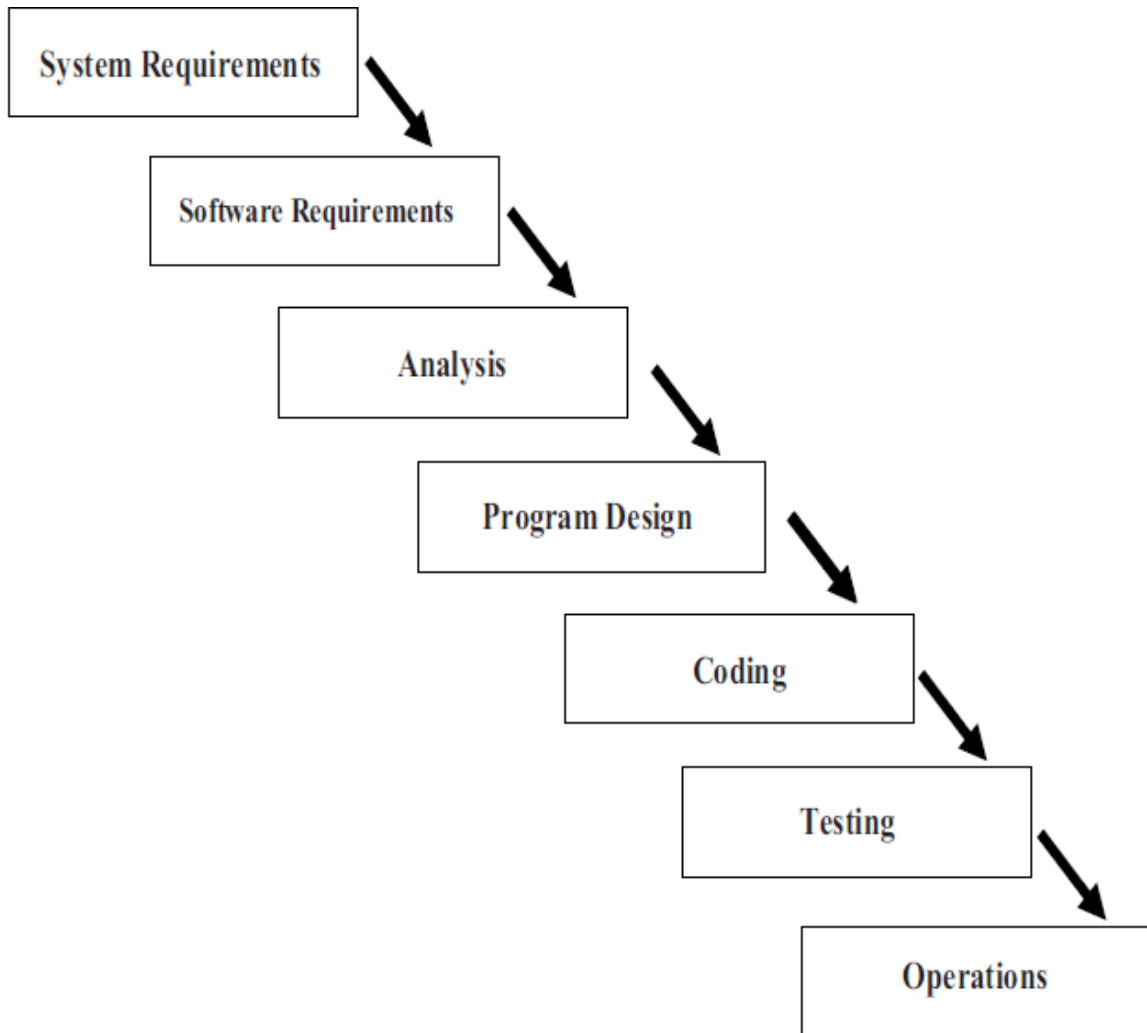 System Requirements
Software Requirements
Analysis
Program Design
Coding
Testing
Operations